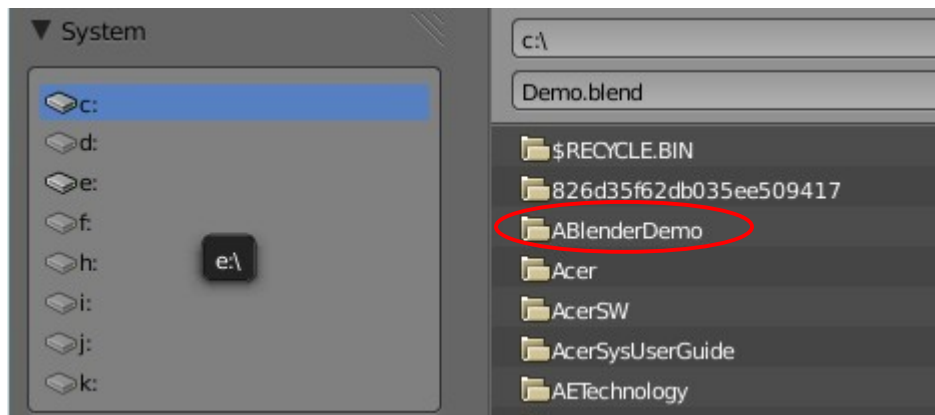 System
c:
d:
e:
f:
h:
i:
j:
k:
e:\
c:\
Demo.blend
$RECYCLE.BIN
826d35f62db035ee509417
ABlenderDemo
Acer
AcerSW
AcerSysUserGuide
AETechnology